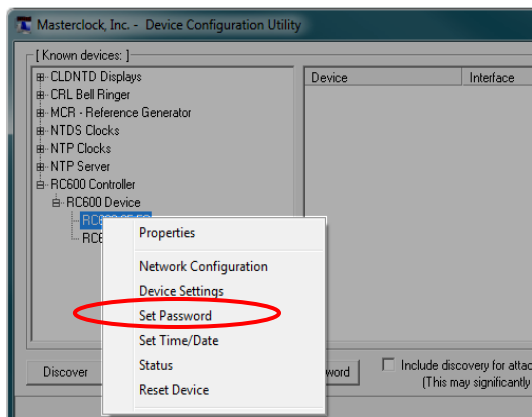 Masterclock, Inc. - Device Configuration Utility
[ Known devices: ]
CLDNTD Displays
CRL Bell Ringer
MCR - Reference Generator
NTDS Clocks
NTP Clocks
NTP Server
RC600 Controller
RC600 Device
Device Interface
Properties
Network Configuration
Device Settings
Set Password
Set Time/Date
Status
Reset Device
Discover
Include discovery for
(This may significantly